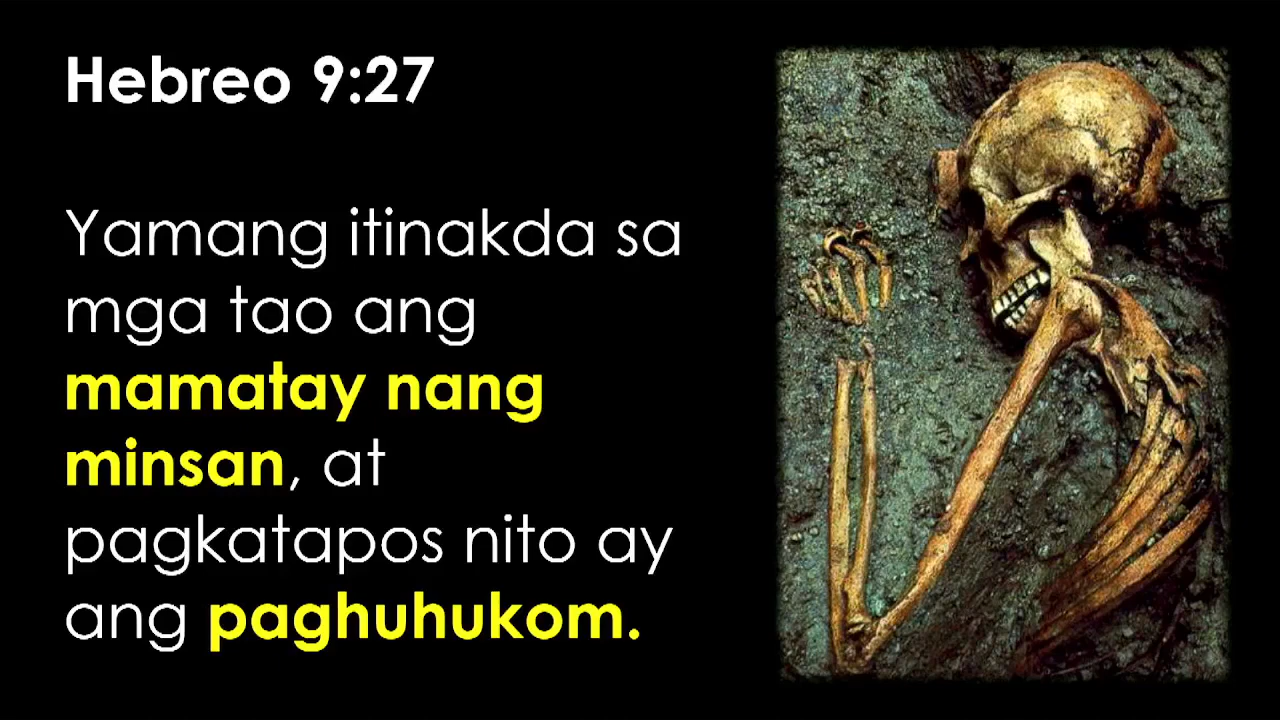 Hebreo 9:27
Yamang itinakda sa
mga tao ang
mamatay nang
minsan, at
pagkatapos nito ay
ang paghuhukom.